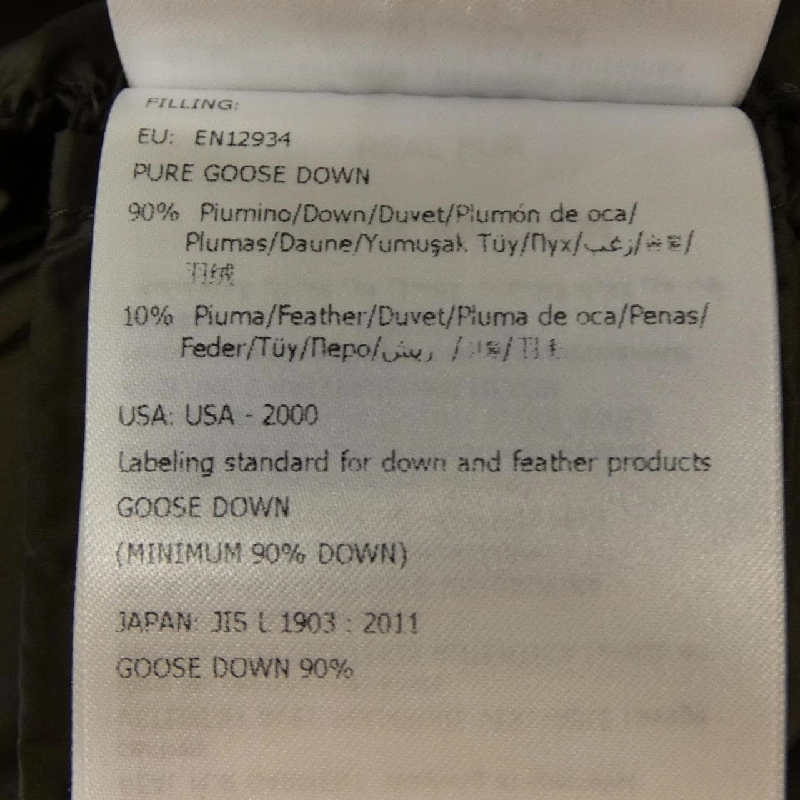 FILLING:
EU: EN12934
PURE GOOSE DOWN
90% Piumino/Down/Duvet/Plumón de oca/
Plumas/Daune/Yumuşak Tüy/Пух/زغب/
羽绒
10% Piuma/Feather/Duvet/Pluma de oca/Penas/
Feder/Tüy/Перо/ريش /
USA: USA - 2000
Labeling standard for down and feather products
GOOSE DOWN
(MINIMUM 90% DOWN)
JAPAN: JIS L 1903 : 2011
GOOSE DOWN 90%